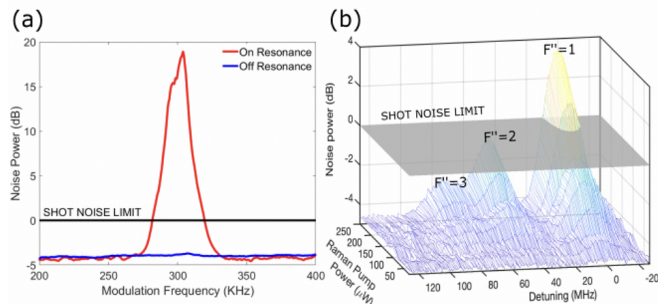 (a)
On Resonance
Off Resonance
20
15
10
5
0
-5
Noise Power (dB)
SHOT NOISE LIMIT
200
250
300
350
400
Modulation Frequency (KHz)
(b)
4
2
0
-2
-4
Noise power (dB)
F''=1
SHOT NOISE LIMIT
F''=2
F''=3
250
200
150
100
50
Raman Pump
Power (μW)
120
100
80
60
40
20
0
-20
Detuning (MHz)